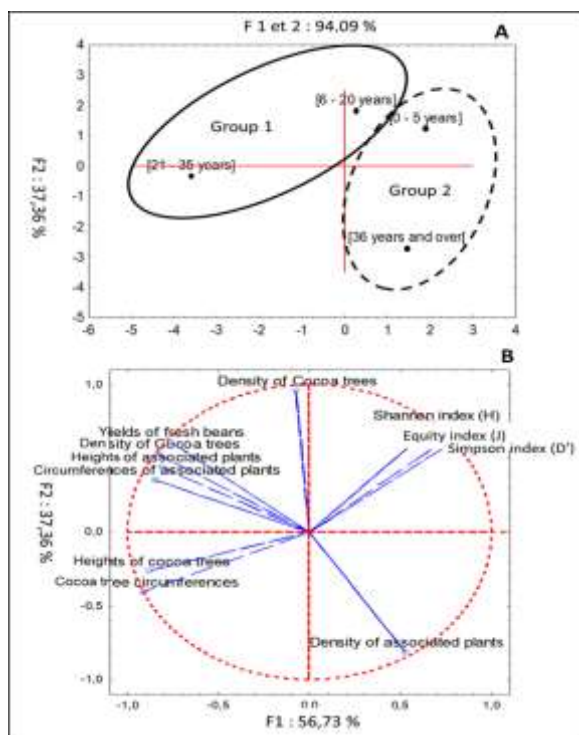 F 1 et 2 : 94,09 %
A
4
3
[6 - 20 years]
2
[0 - 5 years]
Group 1
1
[21 - 35 years]
0
F2 : 37,36 %
Group 2
-1
-2
[36 years and over[
-3
-4
-5
-6 -5 -4 -3 -2 -1 0 1 2 3 4
B
1,0
Density of Cocoa trees
Shannon index (H)
Yields of fresh beans
Equity index (J)
Density of Cocoa trees
Simpson index (D')
0,5
Heights of associated plants
Circumferences of associated plants
F2 : 37,36 %
0,0
Heights of cocoa trees
Cocoa tree circumferences
-0,5
Density of associated plants
-1,0
-1,0 -0,5 0,0 0,5 1,0
F1 : 56,73 %